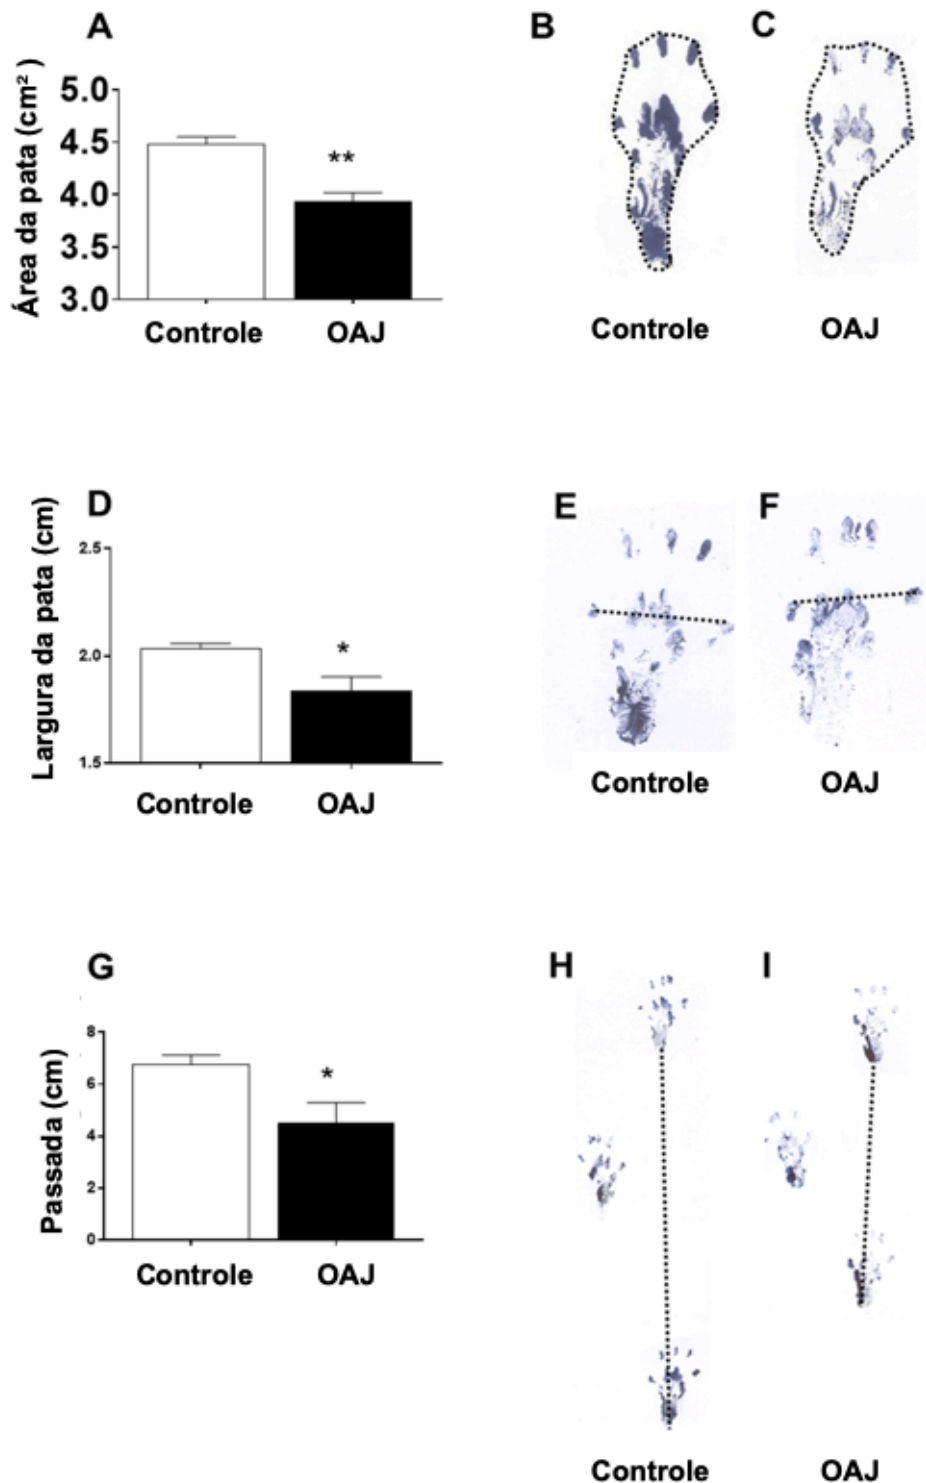 A
Área da pata (cm²)
5.0
4.5
4.0
3.5
3.0
**
Controle OAJ
B
C
Controle OAJ
D
Largura da pata (cm)
2.5
2.0
1.5
*
Controle OAJ
E
F
Controle OAJ
G
Passada (cm)
8
6
4
2
0
*
Controle OAJ
H
I
Controle OAJ